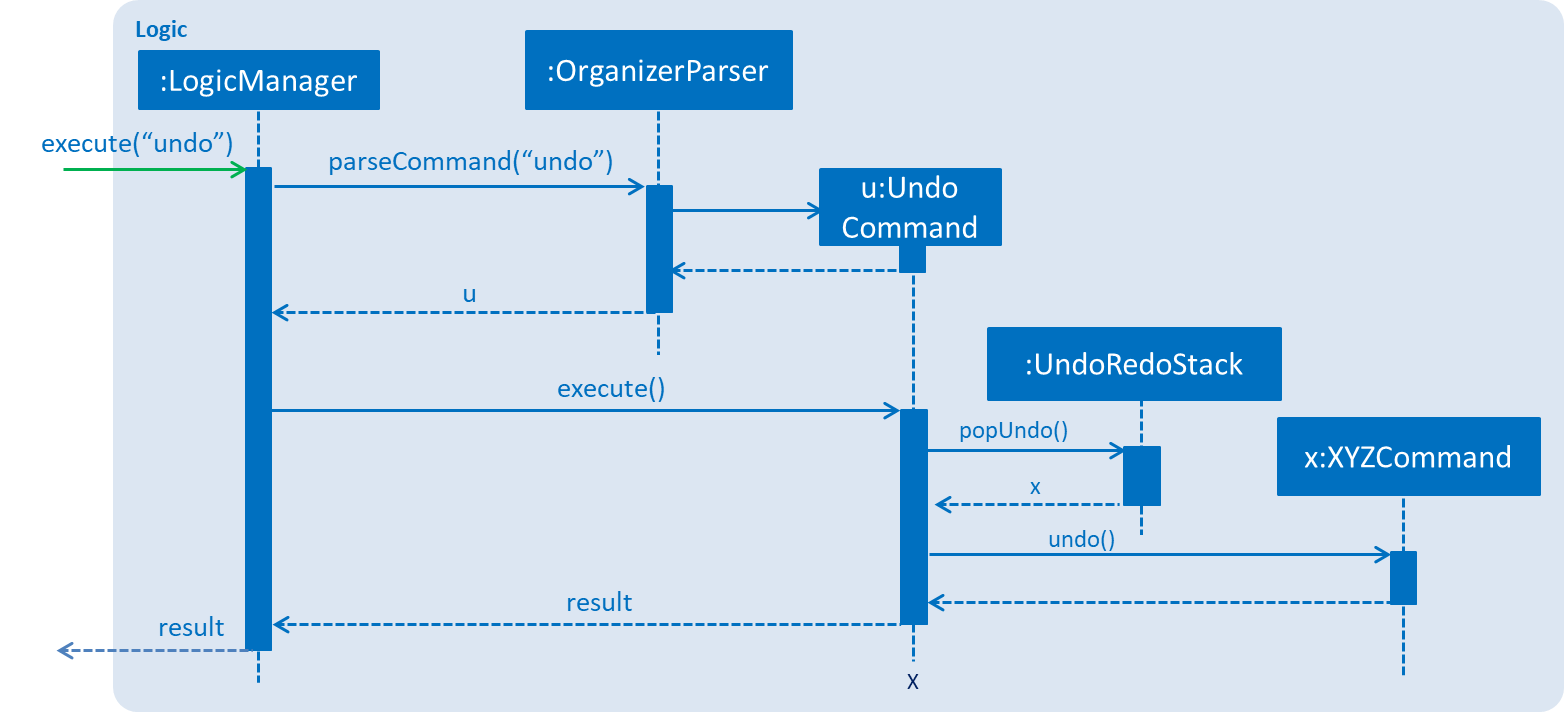 Logic
:LogicManager
:OrganizerParser
execute(“undo”)
parseCommand(“undo”)
u:Undo
Command
u
:UndoRedoStack
execute()
popUndo()
x:XYZCommand
x
undo()
result
result
X